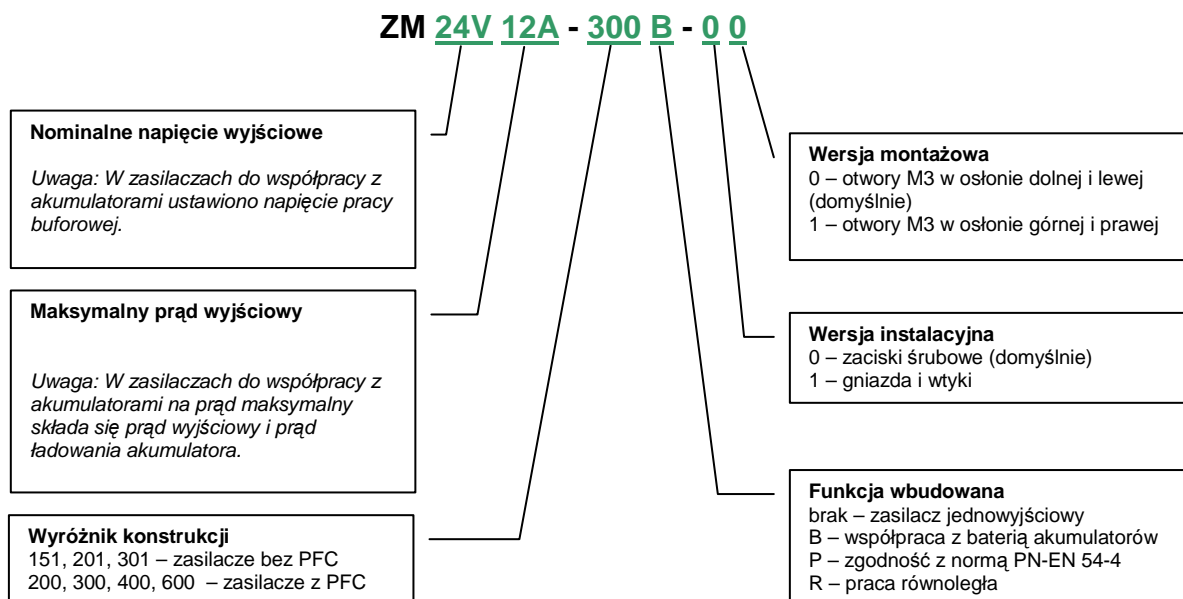 ZM 24V 12A - 300 B - 0 0
Nominalne napięcie wyjściowe
Uwaga: W zasilaczach do współpracy z
akumulatorami ustawiono napięcie pracy
buforowej.
Maksymalny prąd wyjściowy
Uwaga: W zasilaczach do współpracy z
akumulatorami na prąd maksymalny
składa się prąd wyjściowy i prąd
ładowania akumulatora.
Wyróżnik konstrukcji
151, 201, 301 – zasilacze bez PFC
200, 300, 400, 600 – zasilacze z PFC
Wersja montażowa
0 – otwory M3 w osłonie dolnej i lewej
(domyślnie)
1 – otwory M3 w osłonie górnej i prawej
Wersja instalacyjna
0 – zaciski śrubowe (domyślnie)
1 – gniazda i wtyki
Funkcja wbudowana
brak – zasilacz jednowyjściowy
B – współpraca z baterią akumulatorów
P – zgodność z normą PN-EN 54-4
R – praca równoległa